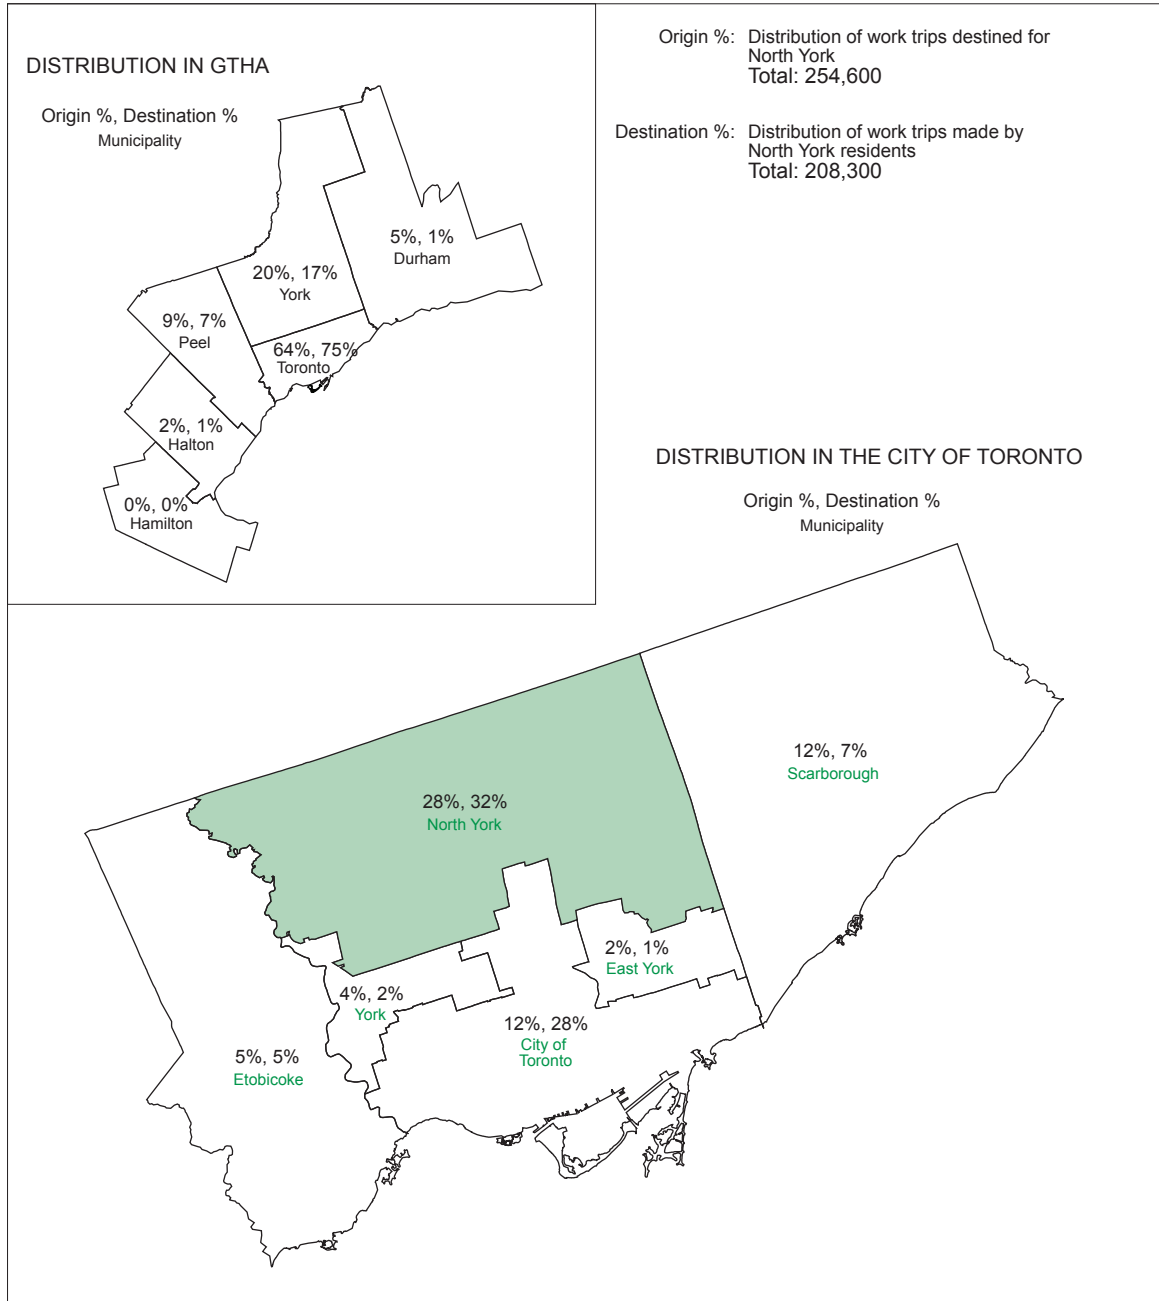 DISTRIBUTION IN GTHA
Origin %, Destination %
Municipality
5%, 1%
Durham
20%, 17%
York
9%, 7%
Peel
64%, 75%
Toronto
2%, 1%
Halton
0%, 0%
Hamilton
Origin %: Distribution of work trips destined for
North York
Total: 254,600
Destination %: Distribution of work trips made by
North York residents
Total: 208,300
DISTRIBUTION IN THE CITY OF TORONTO
Origin %, Destination %
Municipality
12%, 7%
Scarborough
28%, 32%
North York
2%, 1%
East York
4%, 2%
York
12%, 28%
City of
Toronto
5%, 5%
Etobicoke